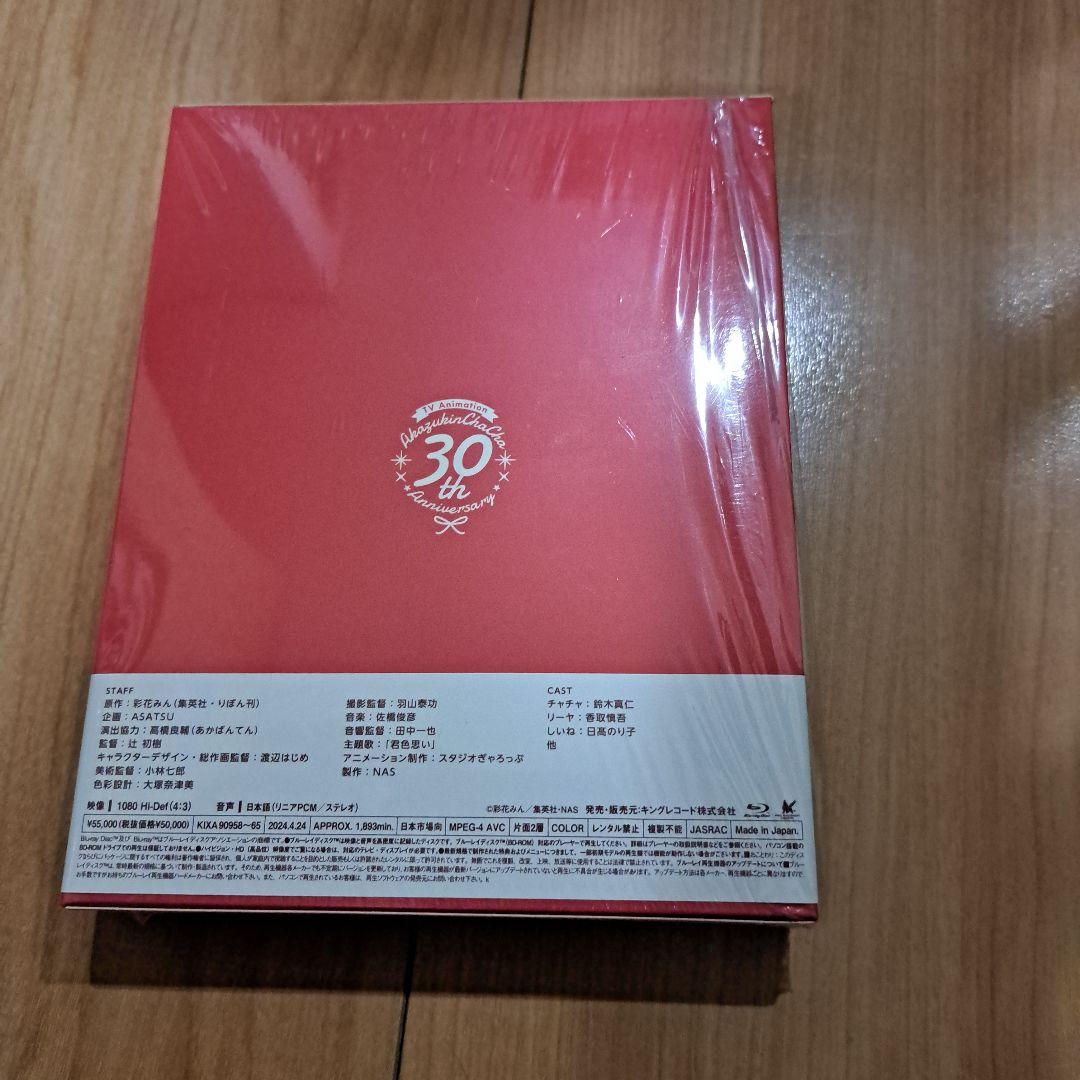 TV Animation
AkazukinChaCha
30
th
Anniversary
STAFF
原作：彩花みん（集英社・りぼん刊）
企画：ASATSU
演出協力：高橋良輔（あかばんてん）
監督：辻 初樹
キャラクターデザイン・総作画監督：渡辺はじめ
美術監督：小林七郎
色彩設計：大塚奈津美
撮影監督：羽山泰功
音楽：佐橋俊彦
音響監督：田中一也
主題歌：「君色思い」
アニメーション制作：スタジオぎゃろっぷ
製作：NAS
CAST
チャチャ：鈴木真仁
リーヤ：香取慎吾
しいね：日髙のり子
他
映像 1080 Hi-Def（4:3） 音声 日本語（リニアPCM／ステレオ） ©彩花みん／集英社・NAS 発売・販売元：キングレコード株式会社
¥55,000（税抜価格¥50,000） KIXA 90958〜65 2024.4.24 APPROX. 1,893min. 日本市場向 MPEG-4 AVC 片面2層 COLOR レンタル禁止 複製不能 JASRAC Made in Japan.